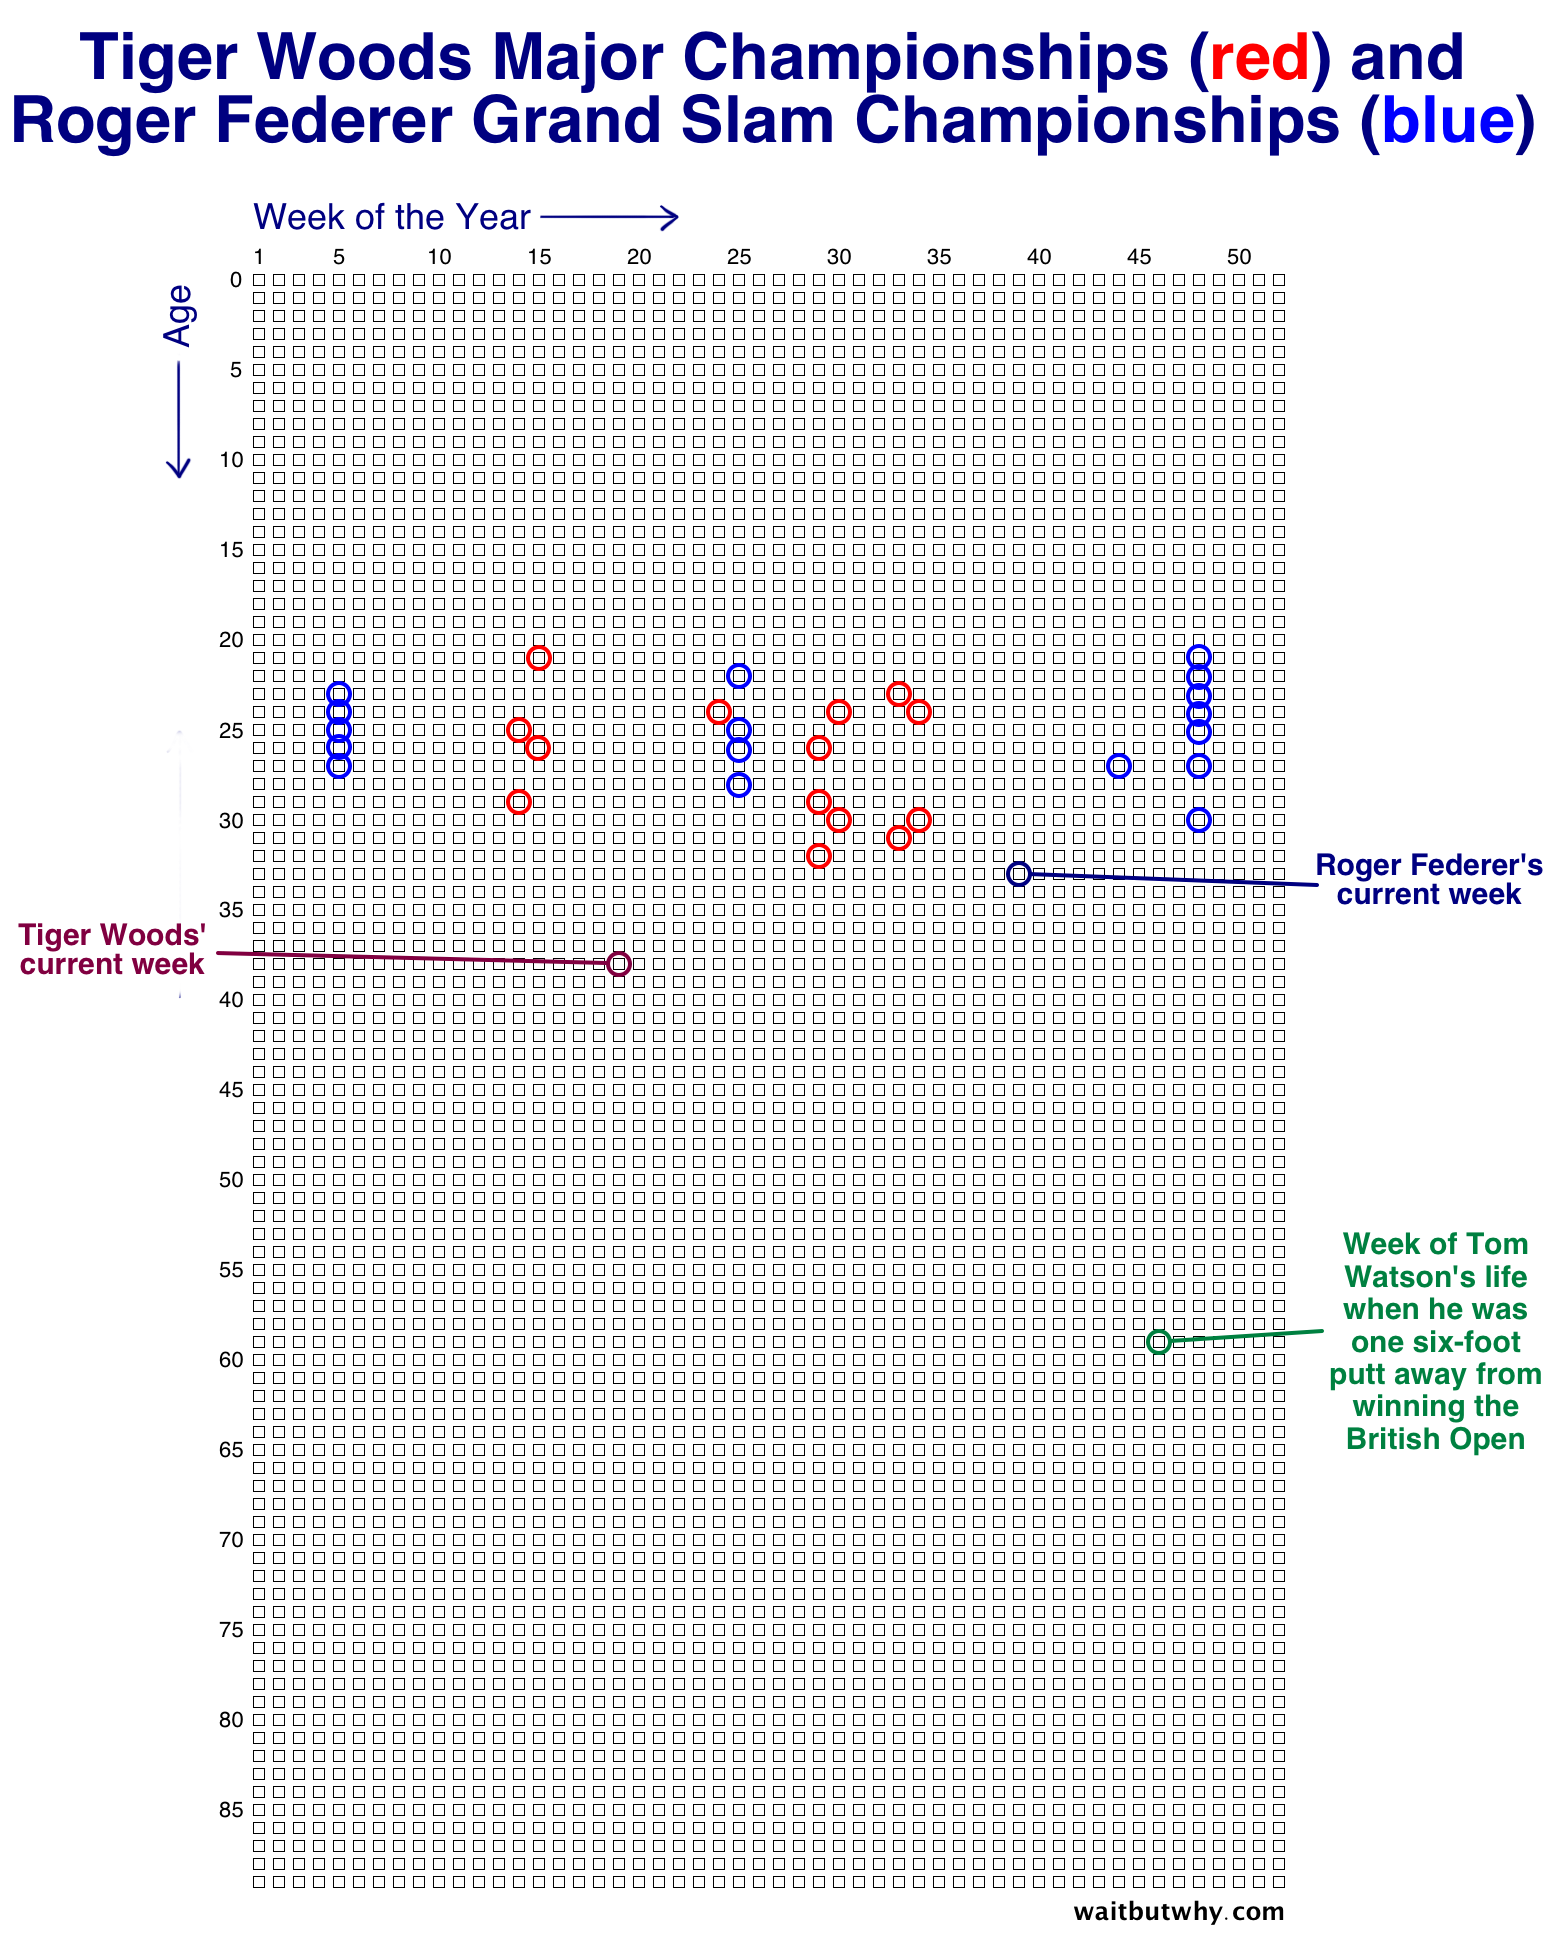 Tiger Woods Major Championships (red) and
Roger Federer Grand Slam Championships (blue)
Week of the Year
1 5 10 15 20 25 30 35 40 45 50
Age
0
5
10
15
20
25
30
35
40
45
50
55
60
65
70
75
80
85
Roger Federer's
current week
Tiger Woods'
current week
Week of Tom
Watson's life
when he was
one six-foot
putt away from
winning the
British Open
waitbutwhy.com